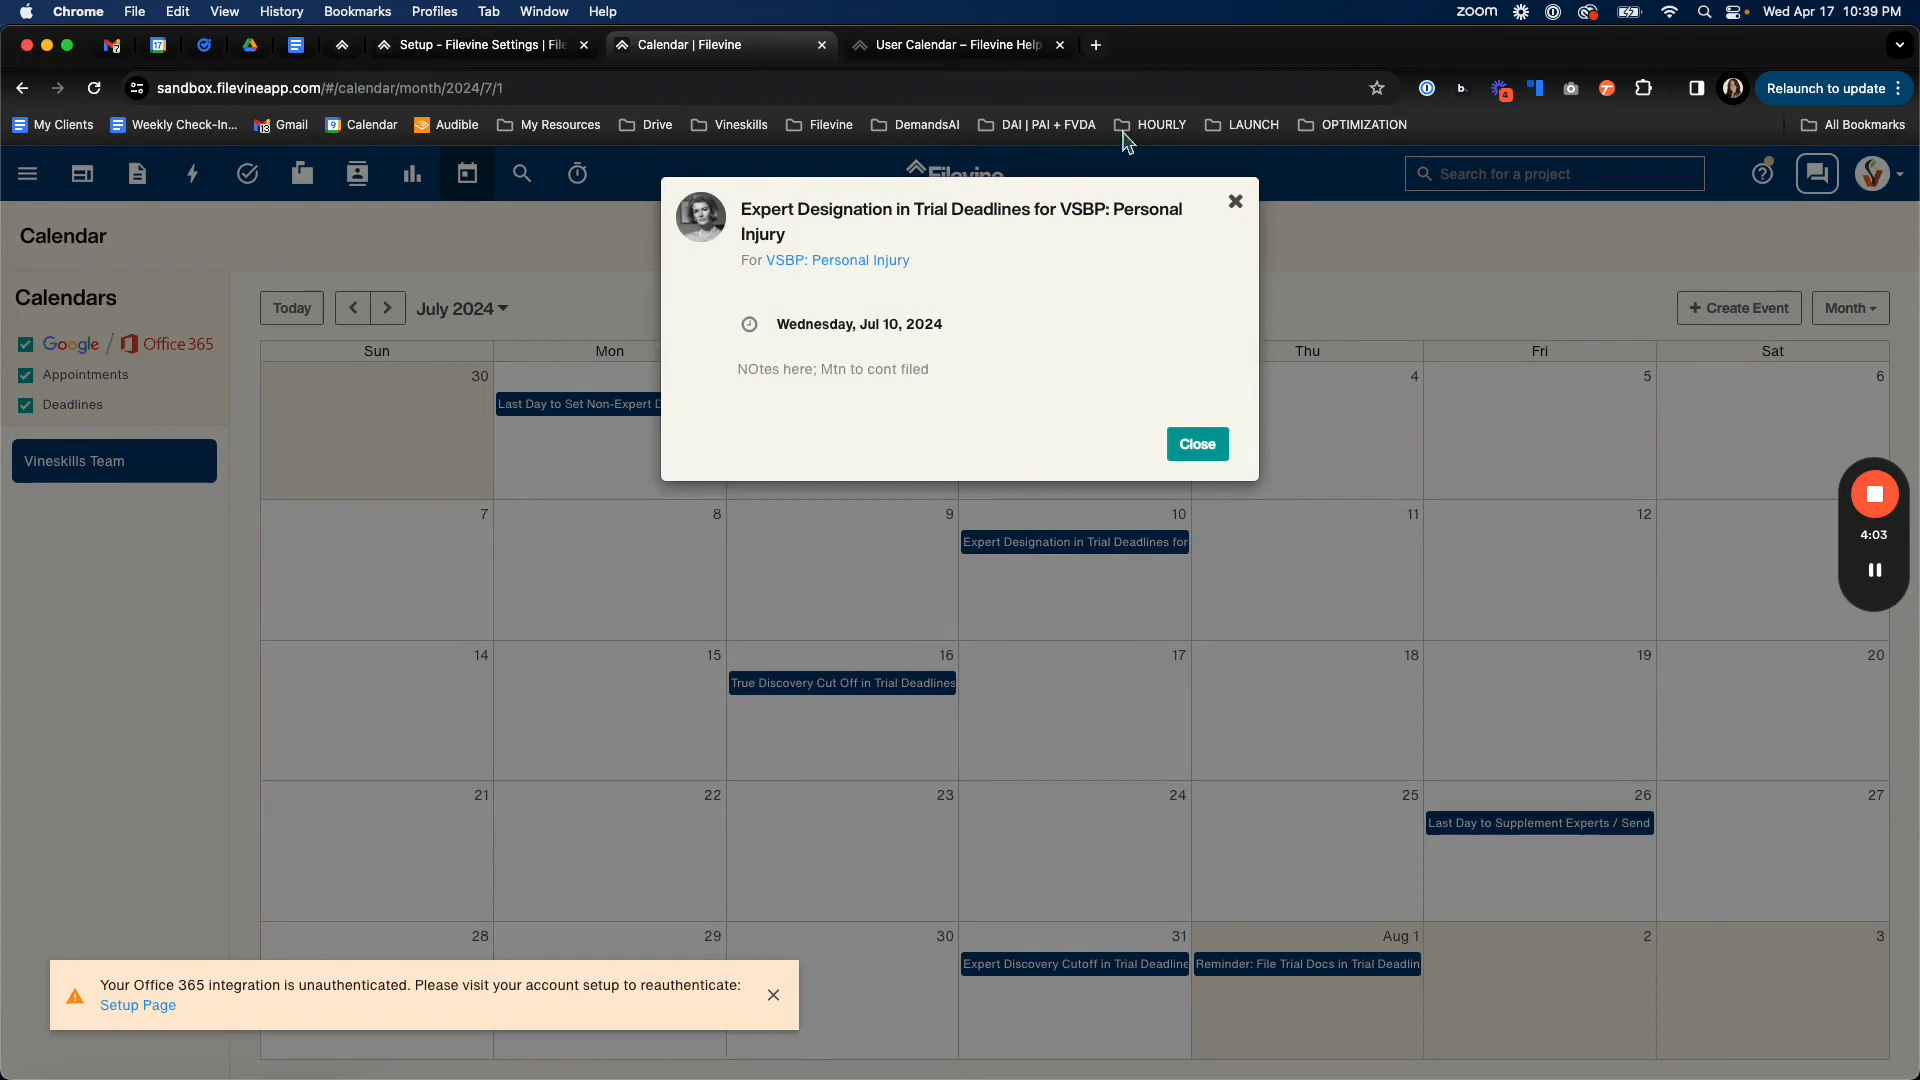 Chrome File Edit View History Bookmarks Profiles Tab Window Help
zoom Wed Apr 17 10:39 PM
Setup - Filevine Settings | File
Calendar | Filevine
User Calendar – Filevine Help
sandbox.filevineapp.com/#/calendar/month/2024/7/1
Relaunch to update
My Clients Weekly Check-In... Gmail Calendar Audible My Resources Drive Vineskills Filevine DemandsAI DAI | PAI + FVDA HOURLY LAUNCH OPTIMIZATION All Bookmarks
Filevine
Search for a project
Calendar
Calendars
Google / Office 365
Appointments
Deadlines
Vineskills Team
Today
July 2024
+ Create Event
Month
Expert Designation in Trial Deadlines for VSBP: Personal
Injury
For VSBP: Personal Injury
Wednesday, Jul 10, 2024
NOtes here; Mtn to cont filed
Close
Sun Mon Thu Fri Sat
30 4 5 6
Last Day to Set Non-Expert D
7 8 9 10 11 12
Expert Designation in Trial Deadlines for
14 15 16 17 18 19 20
True Discovery Cut Off in Trial Deadlines
21 22 23 24 25 26 27
Last Day to Supplement Experts / Send
28 29 30 31 Aug 1 2 3
Expert Discovery Cutoff in Trial Deadline
Reminder: File Trial Docs in Trial Deadlin
4:03
Your Office 365 integration is unauthenticated. Please visit your account setup to reauthenticate:
Setup Page